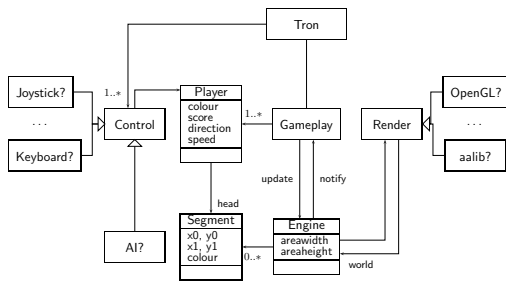 Tron
1..*
Joystick?
. . .
Keyboard?
Control
AI?
Player
colour
score
direction
speed
1..*
Gameplay
Render
OpenGL?
. . .
aalib?
update
notify
head
Segment
x0, y0
x1, y1
colour
0..*
Engine
areawidth
areaheight
world